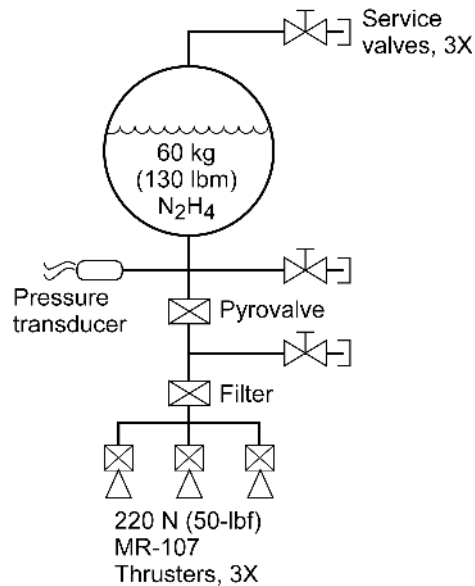 Service
valves, 3X
60 kg
(130 lbm)
N₂H₄
Pressure
transducer
Pyrovalve
Filter
220 N (50-lbf)
MR-107
Thrusters, 3X